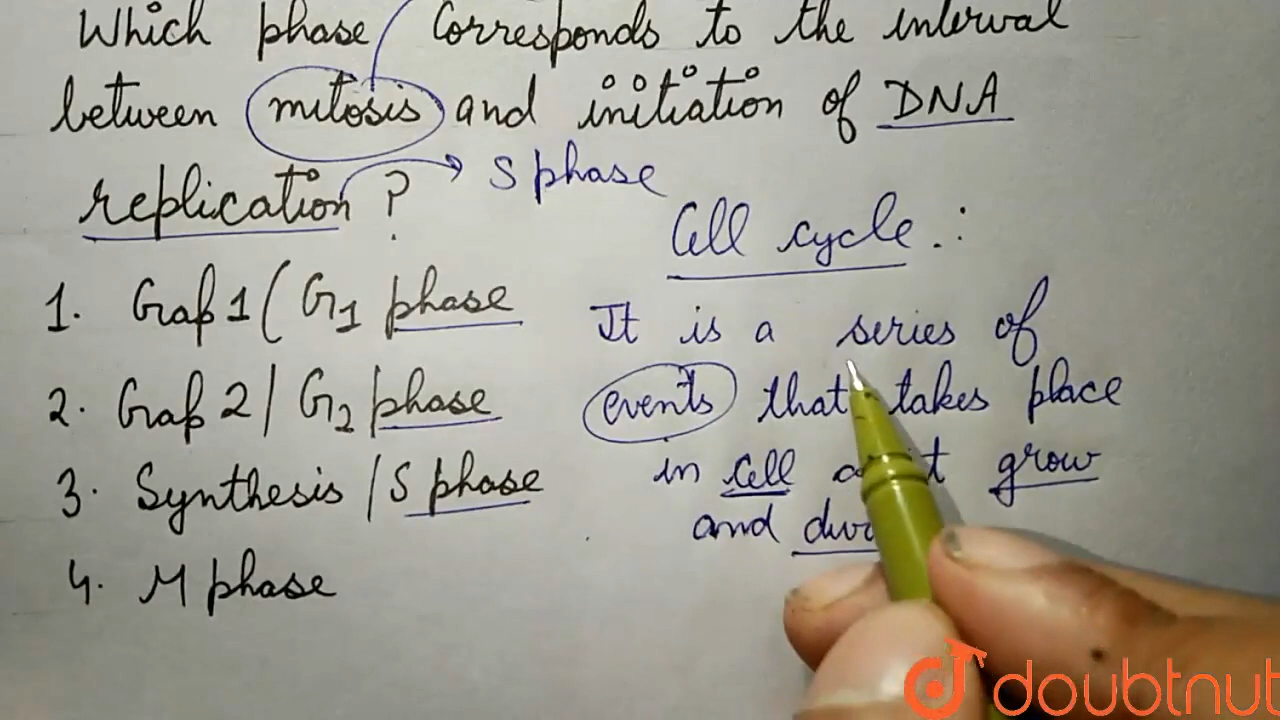 Which phase corresponds to the interval
between mitosis and initiation of DNA
replication ? S phase
Cell cycle :
1. Gap 1 ( G1 phase
It is a series of
2. Gap 2 / G2 phase
events that takes place
3. Synthesis / S phase
in cell as it grow
and
4. M phase
doubtnut